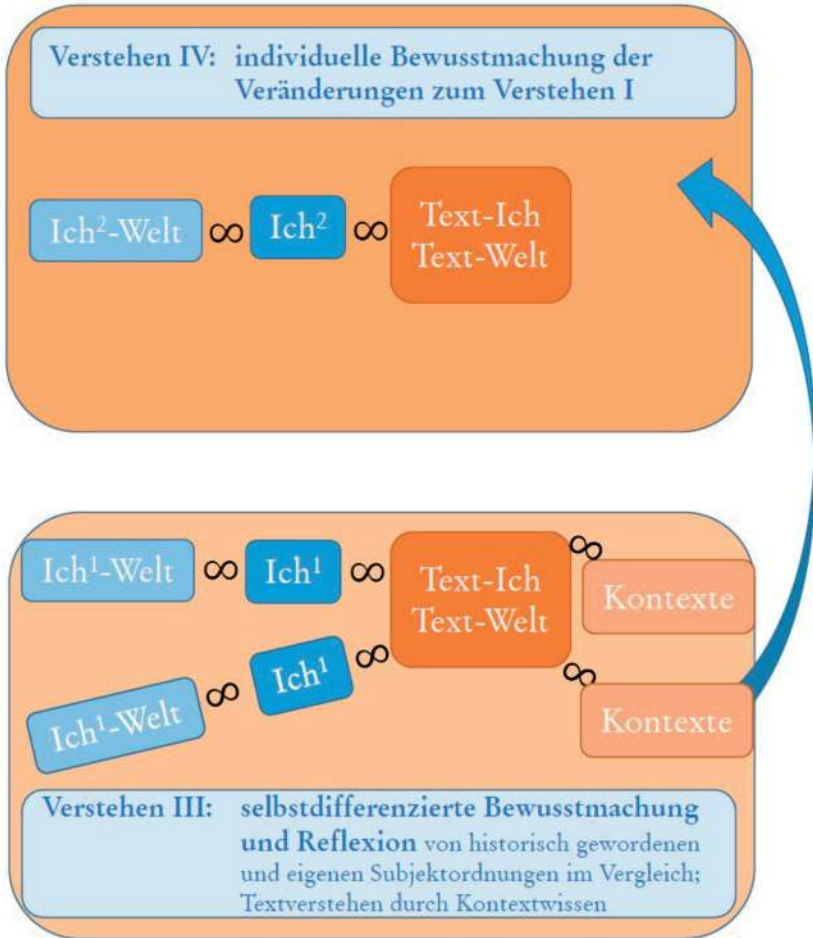 Verstehen IV: individuelle Bewusstmachung der
Veränderungen zum Verstehen I
Ich²-Welt ∞ Ich² ∞ Text-Ich
Text-Welt
Ich¹-Welt ∞ Ich¹ ∞ Text-Ich
Text-Welt
∞ Kontexte
Ich¹-Welt ∞ Ich¹ ∞
∞ Kontexte
Verstehen III: selbstdifferenzierte Bewusstmachung
und Reflexion von historisch gewordenen
und eigenen Subjektordnungen im Vergleich;
Textverstehen durch Kontextwissen